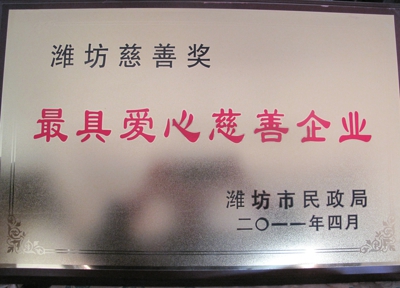 潍坊慈善奖
最具爱心慈善企业
潍坊市民政局
二〇一一年四月